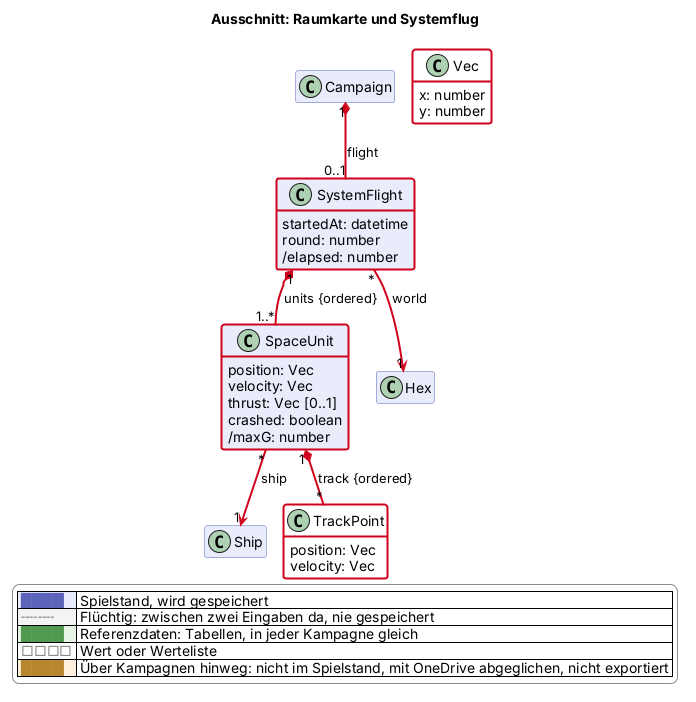 Ausschnitt: Raumkarte und Systemflug
C Campaign
C Vec
x: number
y: number
1
flight
0..1
C SystemFlight
startedAt: datetime
round: number
/elapsed: number
1
*
units {ordered}
world
1..*
C SpaceUnit
position: Vec
velocity: Vec
thrust: Vec [0..1]
crashed: boolean
/maxG: number
1
C Hex
*
1
ship
track {ordered}
1
*
C Ship
C TrackPoint
position: Vec
velocity: Vec
Spielstand, wird gespeichert
Flüchtig: zwischen zwei Eingaben da, nie gespeichert
Referenzdaten: Tabellen, in jeder Kampagne gleich
Wert oder Werteliste
Über Kampagnen hinweg: nicht im Spielstand, mit OneDrive abgeglichen, nicht exportiert